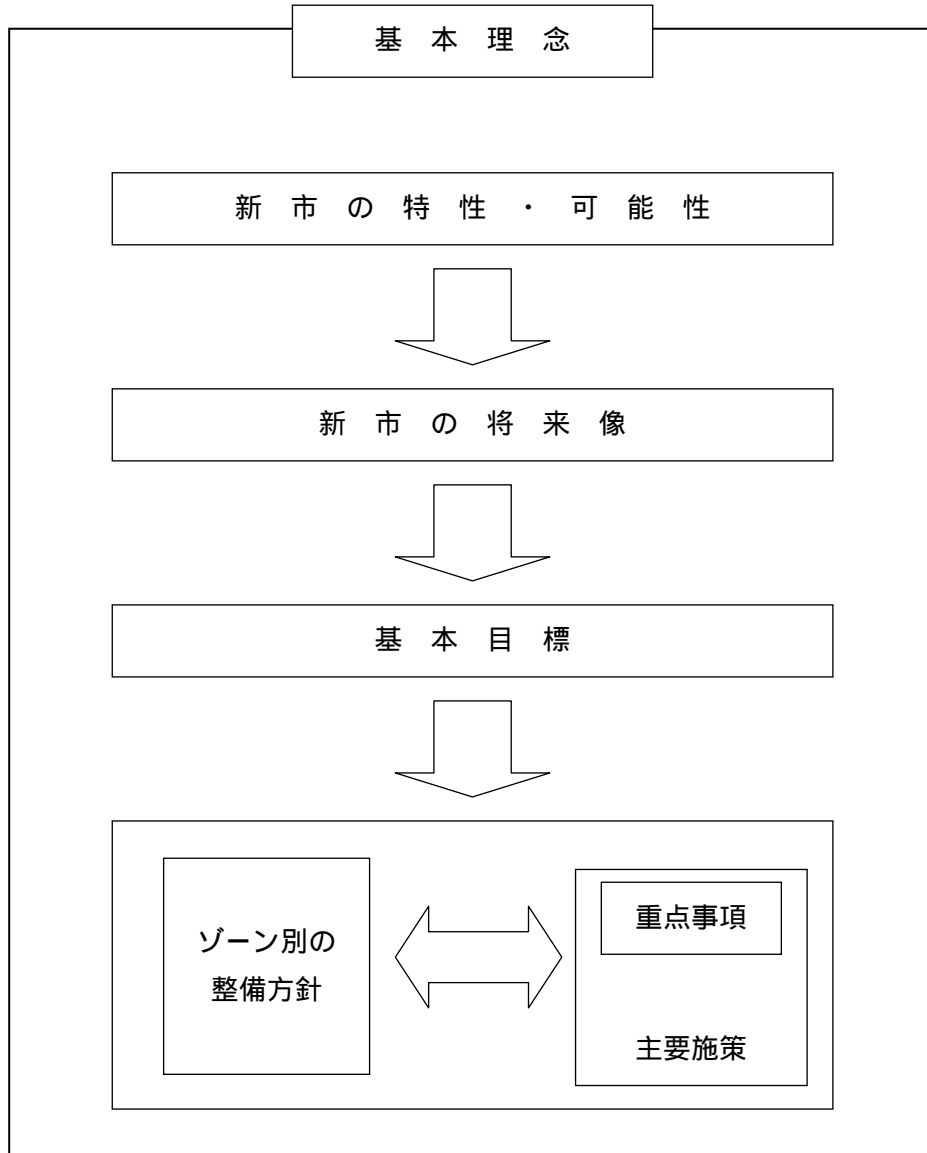 基本理念
新市の特性・可能性
新市の将来像
基本目標
ゾーン別の
整備方針
重点事項
主要施策